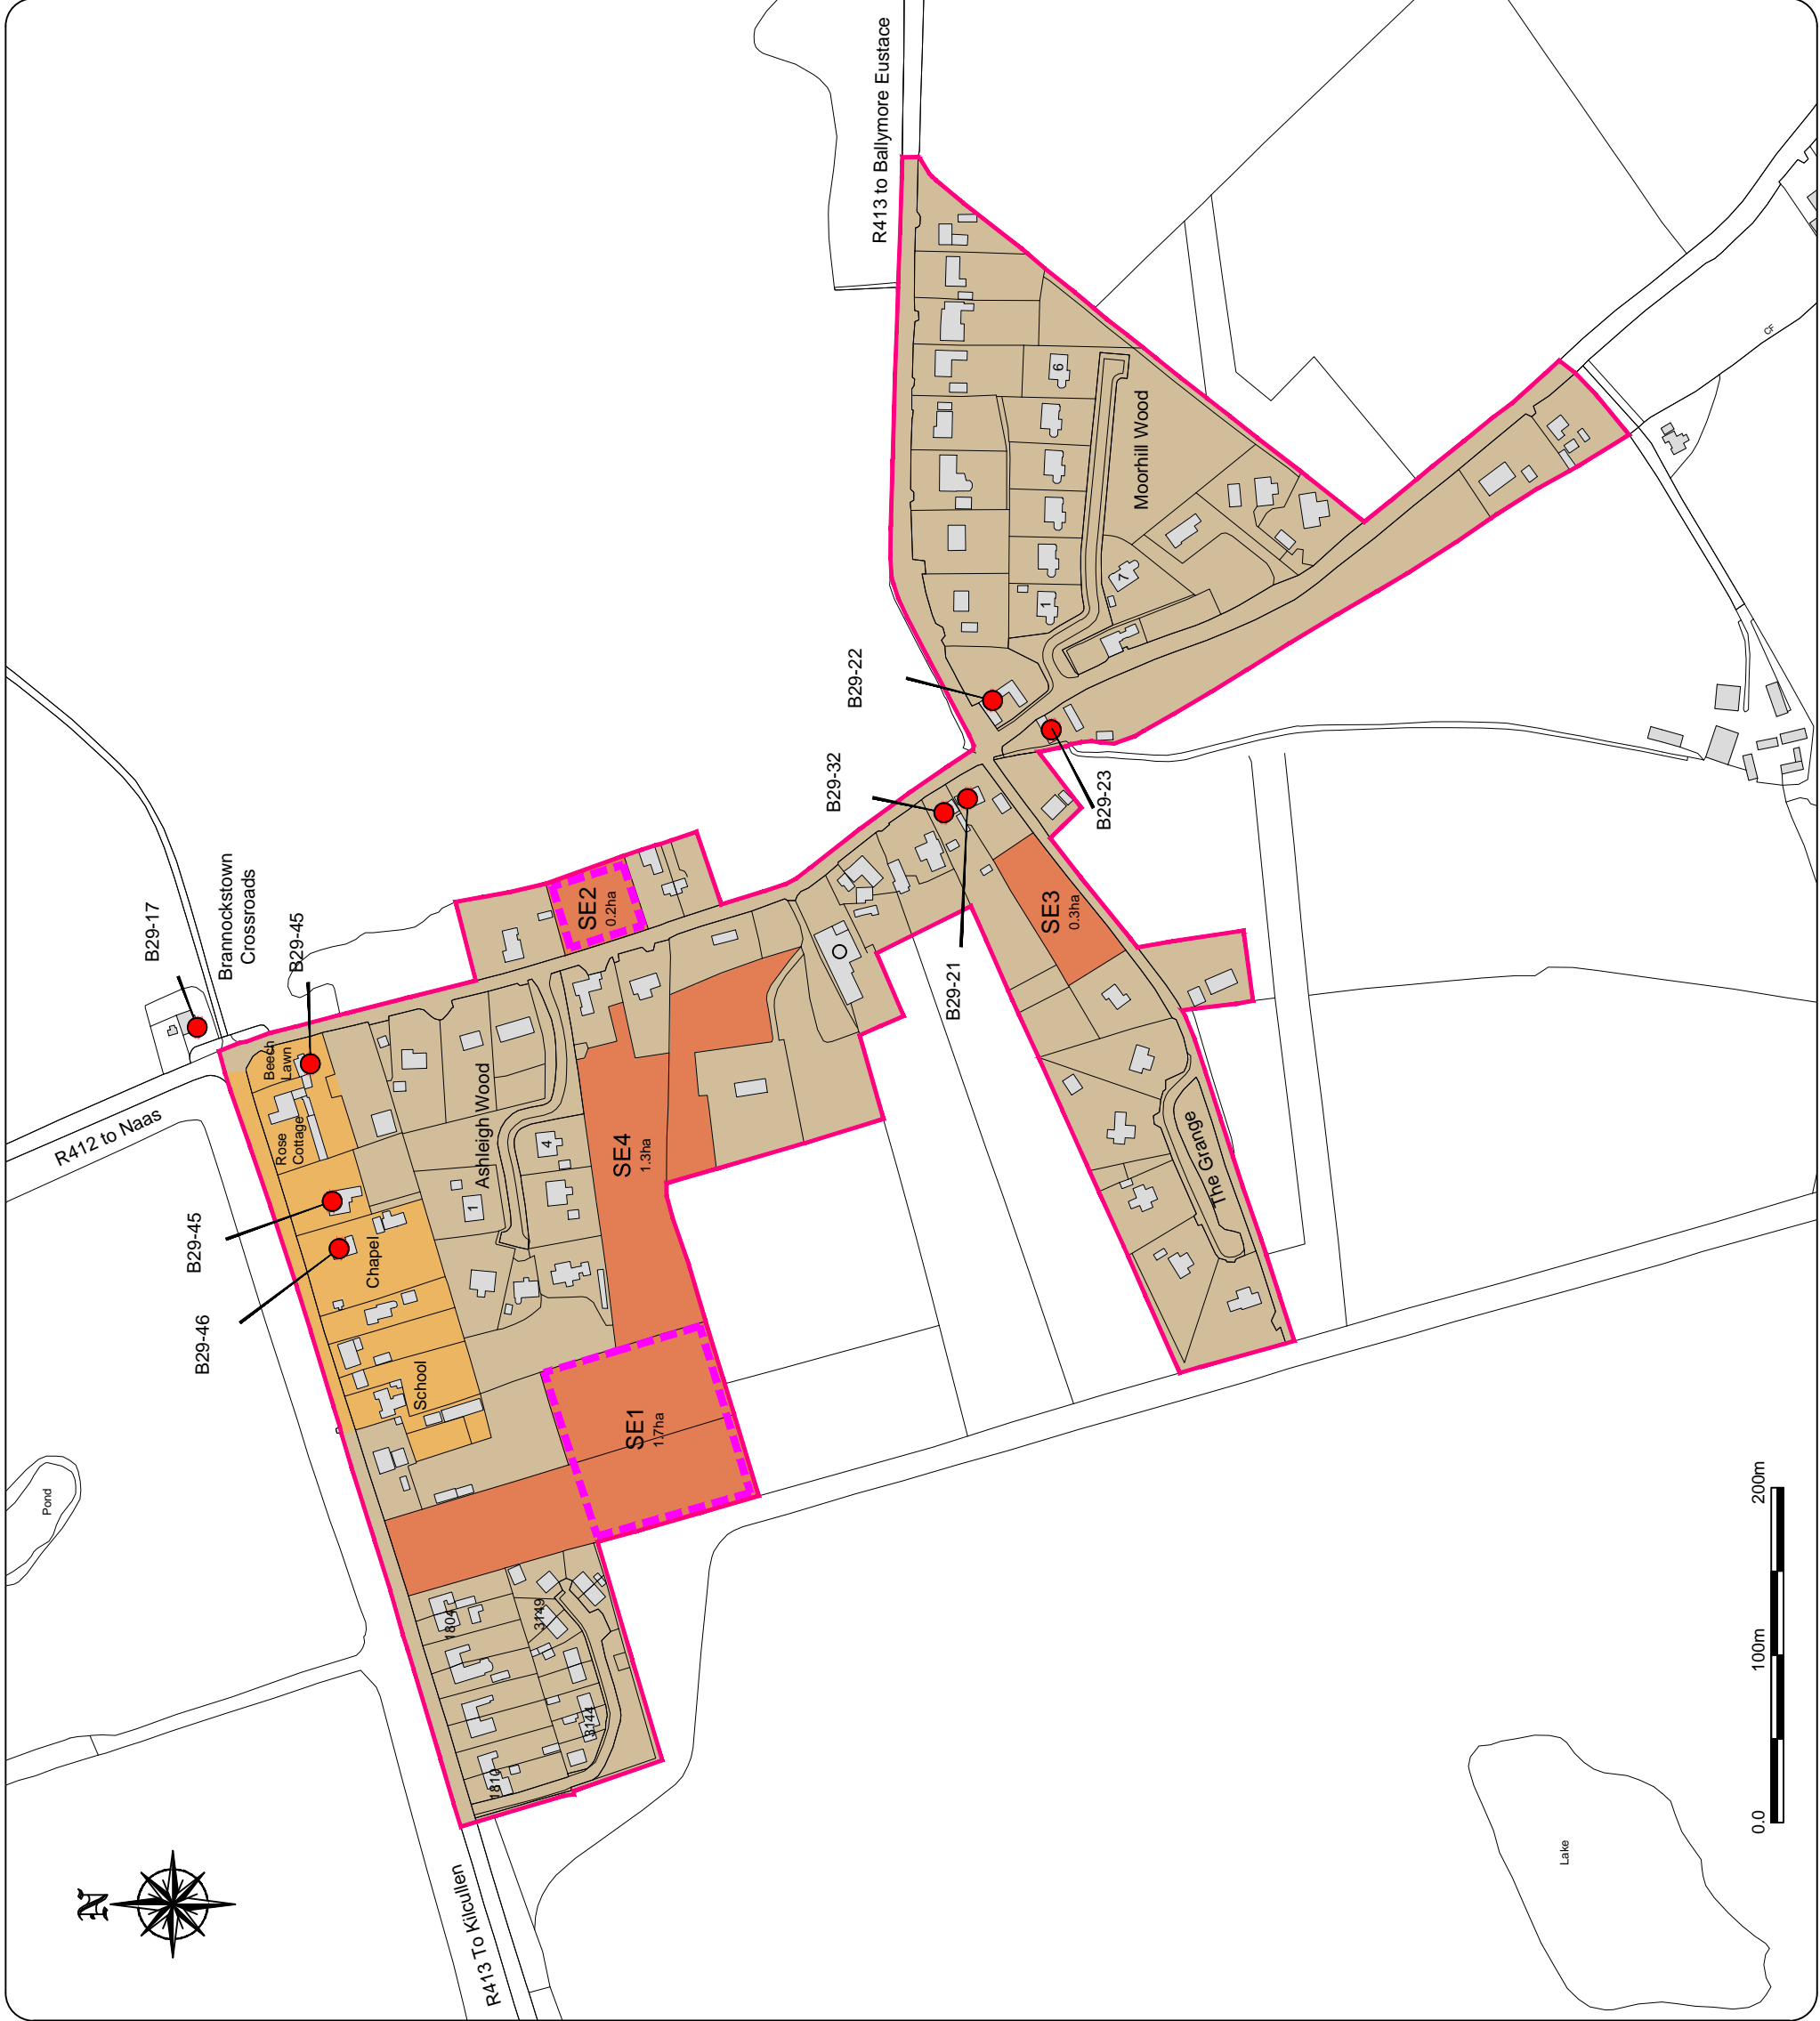 R413 to Ballymore Eustace
CF
6
Moorhill Wood
7
1
B29-22
B29-32
B29-23
B29-17
Brannockstown
Crossroads
B29-45
SE2
0.2ha
SE3
0.3ha
B29-21
R412 to Naas
Beech
Lawn
Rose
Cottage
Ashleigh Wood
4
1
SE4
1.3ha
The Grange
B29-45
B29-46
Chapel
School
SE1
1.7ha
Pond
1804
3149
3144
1810
N
R413 To Kilcullen
Lake
0.0
100m
200m